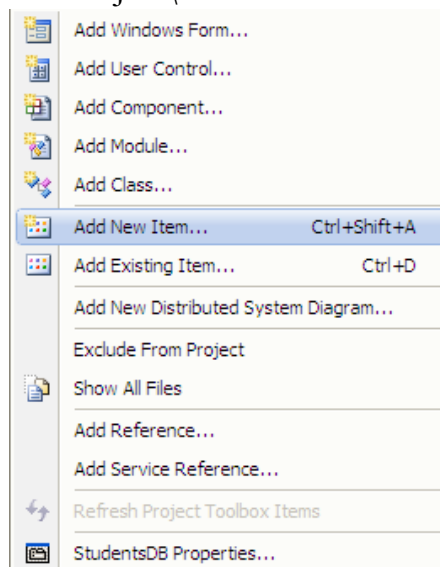 Add Windows Form...
Add User Control...
Add Component...
Add Module...
Add Class...
Add New Item... Ctrl+Shift+A
Add Existing Item... Ctrl+D
Add New Distributed System Diagram...
Exclude From Project
Show All Files
Add Reference...
Add Service Reference...
Refresh Project Toolbox Items
StudentsDB Properties...